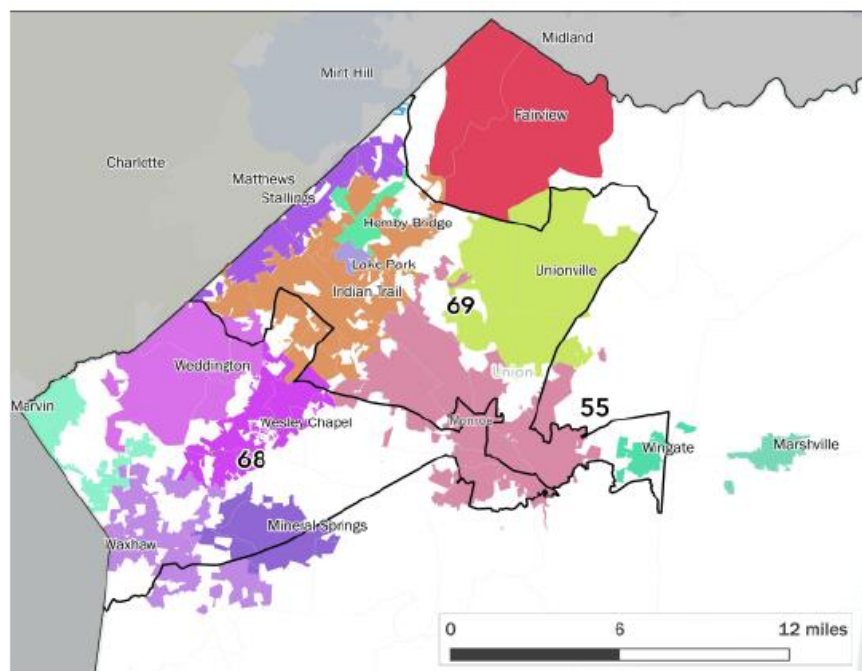 Midland
Mint Hill
Fairview
Charlotte
Matthews
Stallings
Hemby Bridge
Lake Park
Unionville
Indian Trail
69
Weddington
Union
Marvin
55
Wesley Chapel
Monroe
Wingate
Marshville
68
Mineral Springs
Waxhaw
0 6 12 miles